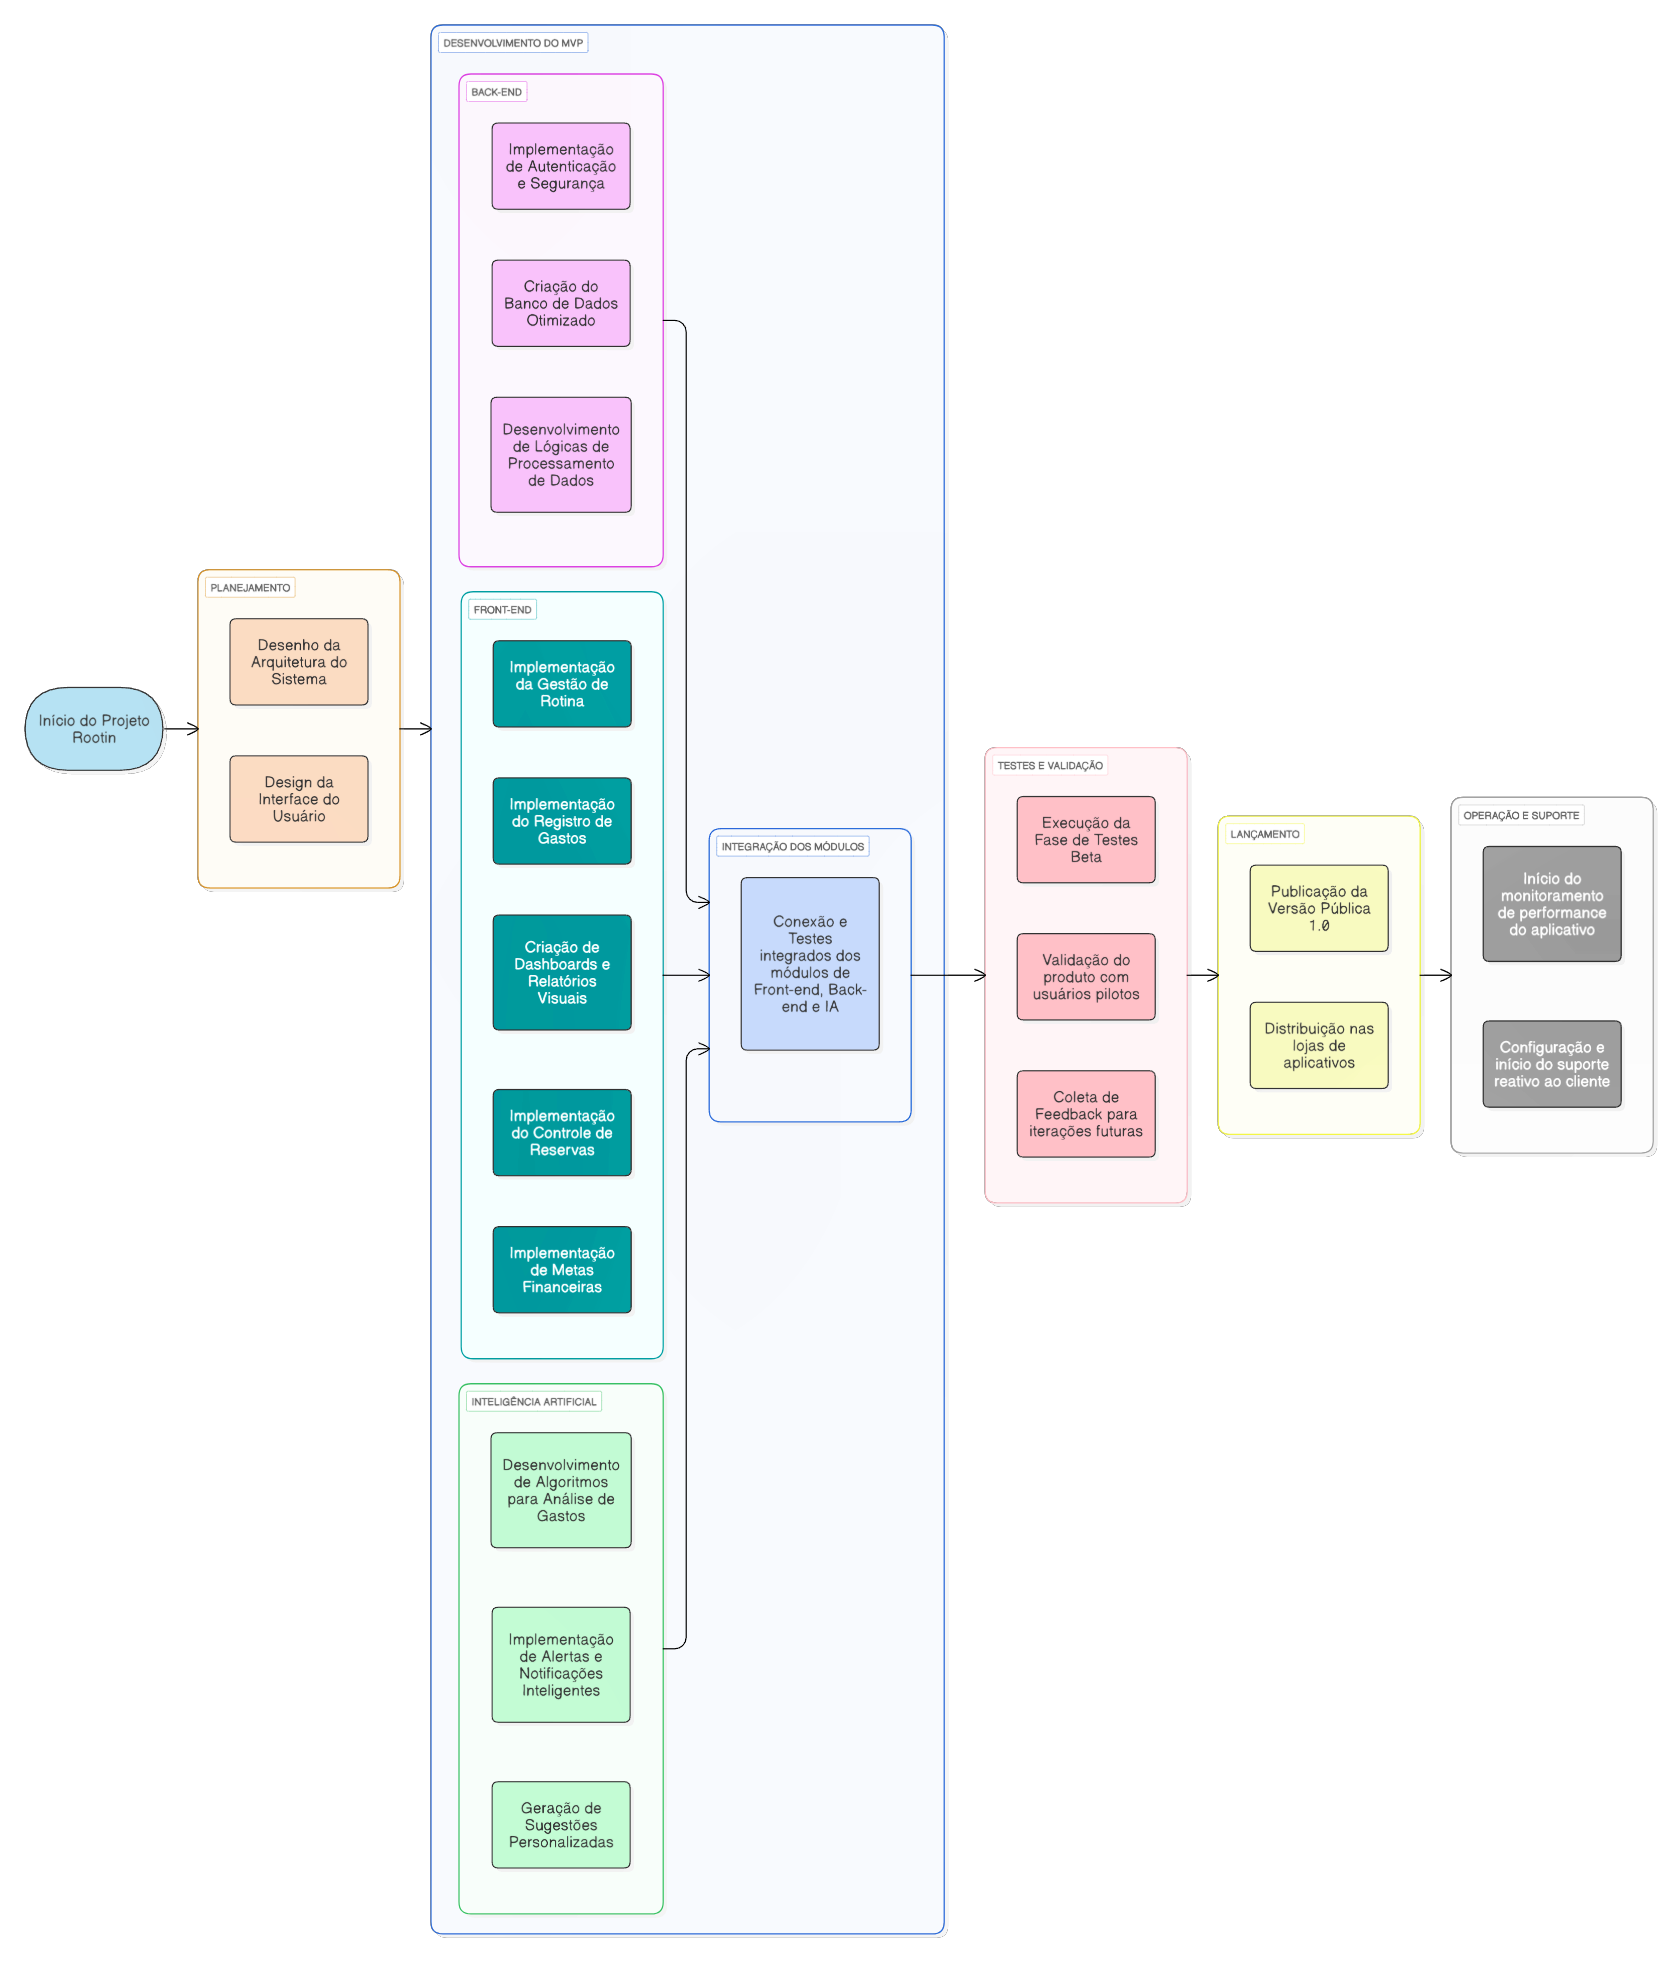 Início do Projeto
Rootin
PLANEJAMENTO
Desenho da
Arquitetura do
Sistema
Design da
Interface do
Usuário
DESENVOLVIMENTO DO MVP
BACK-END
Implementação
de Autenticação
e Segurança
Criação do
Banco de Dados
Otimizado
Desenvolvimento
de Lógicas de
Processamento
de Dados
FRONT-END
Implementação
da Gestão de
Rotina
Implementação
do Registro de
Gastos
Criação de
Dashboards e
Relatórios
Visuais
Implementação
do Controle de
Reservas
Implementação
de Metas
Financeiras
INTELIGÊNCIA ARTIFICIAL
Desenvolvimento
de Algoritmos
para Análise de
Gastos
Implementação
de Alertas e
Notificações
Inteligentes
Geração de
Sugestões
Personalizadas
INTEGRAÇÃO DOS MÓDULOS
Conexão e
Testes
integrados dos
módulos de
Front-end, Back-
end e IA
TESTES E VALIDAÇÃO
Execução da
Fase de Testes
Beta
Validação do
produto com
usuários pilotos
Coleta de
Feedback para
iterações futuras
LANÇAMENTO
Publicação da
Versão Pública
1.0
Distribuição nas
lojas de
aplicativos
OPERAÇÃO E SUPORTE
Início do
monitoramento
de performance
do aplicativo
Configuração e
início do suporte
reativo ao cliente